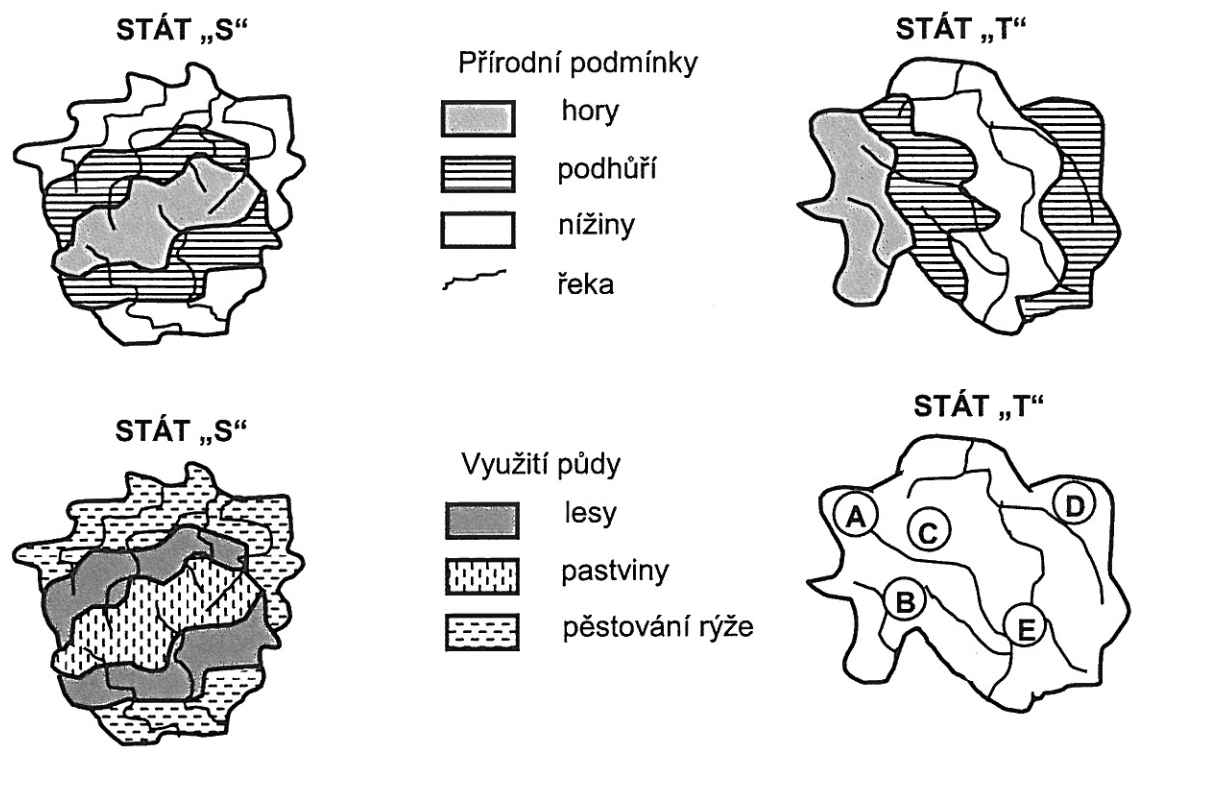 STÁT „S“
Přírodní podmínky
hory
podhůří
nížiny
řeka
STÁT „T“
STÁT „S“
Využití půdy
lesy
pastviny
pěstování rýže
STÁT „T“
A
C
D
B
E